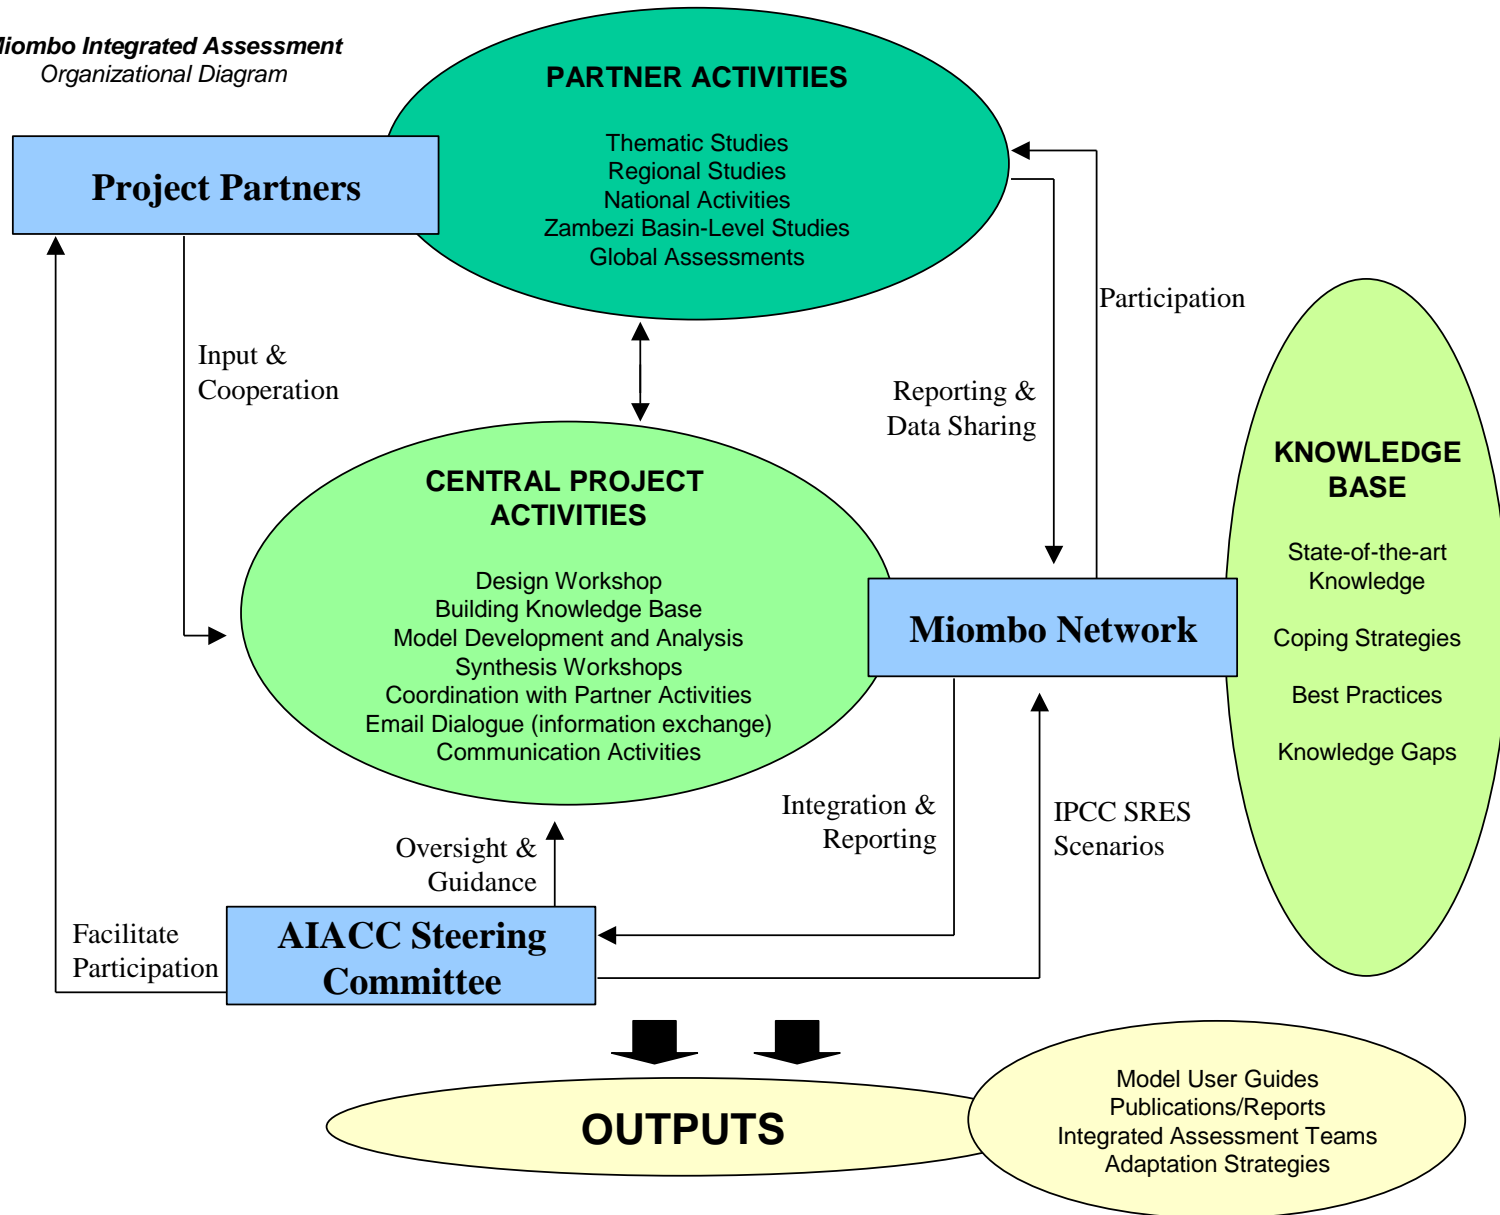 Miombo Integrated Assessment
Organizational Diagram
PARTNER ACTIVITIES
Thematic Studies
Regional Studies
National Activities
Zambezi Basin-Level Studies
Global Assessments
Project Partners
Participation
Input &
Cooperation
Reporting &
Data Sharing
KNOWLEDGE
BASE
State-of-the-art
Knowledge
Coping Strategies
Best Practices
Knowledge Gaps
CENTRAL PROJECT
ACTIVITIES
Design Workshop
Building Knowledge Base
Model Development and Analysis
Synthesis Workshops
Coordination with Partner Activities
Email Dialogue (information exchange)
Communication Activities
Miombo Network
Integration &
Reporting
IPCC SRES
Scenarios
Oversight &
Guidance
Facilitate
Participation
AIACC Steering
Committee
OUTPUTS
Model User Guides
Publications/Reports
Integrated Assessment Teams
Adaptation Strategies